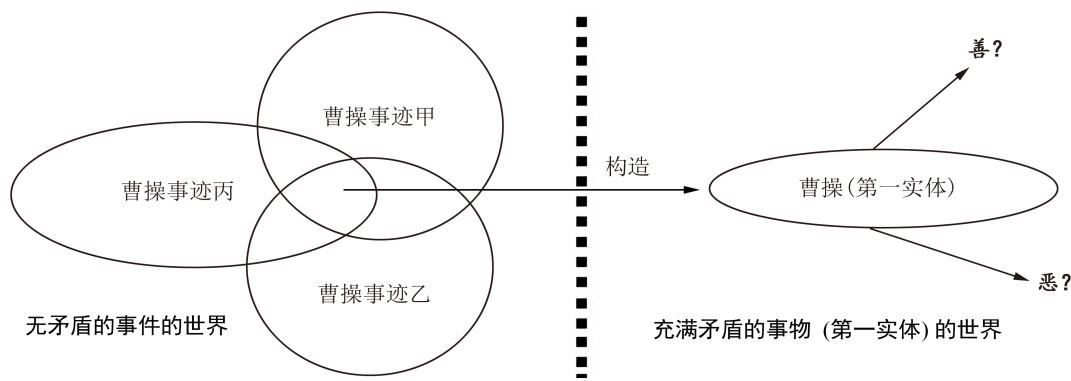 曹操事迹甲
曹操事迹丙
曹操事迹乙
无矛盾的事件的世界
构造
善?
曹操(第一实体)
恶?
充满矛盾的事物 (第一实体) 的世界